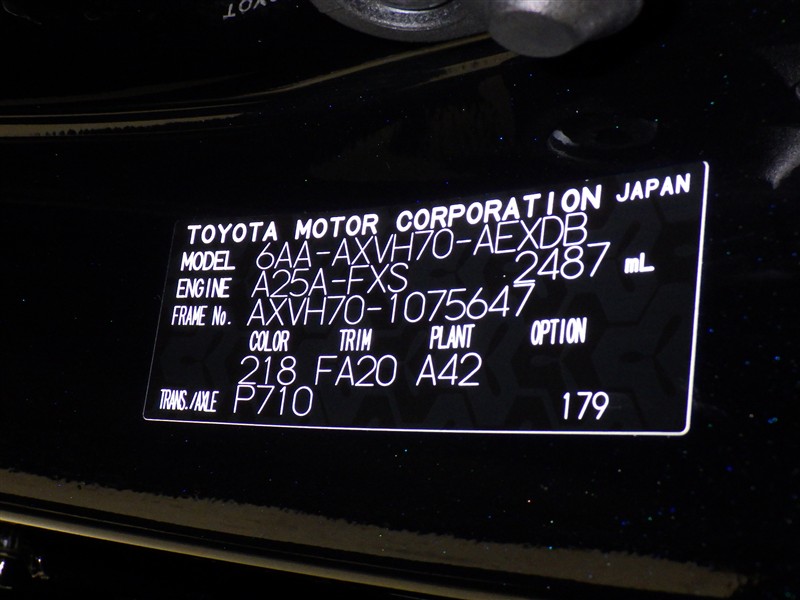 TOYOTA MOTOR CORPORATION JAPAN
MODEL 6AA-AXVH70-AEXDB
ENGINE A25A-FXS 2487 mL
FRAME No. AXVH70-1075647
COLOR TRIM PLANT OPTION
218 FA20 A42
TRANS./AXLE P710 179